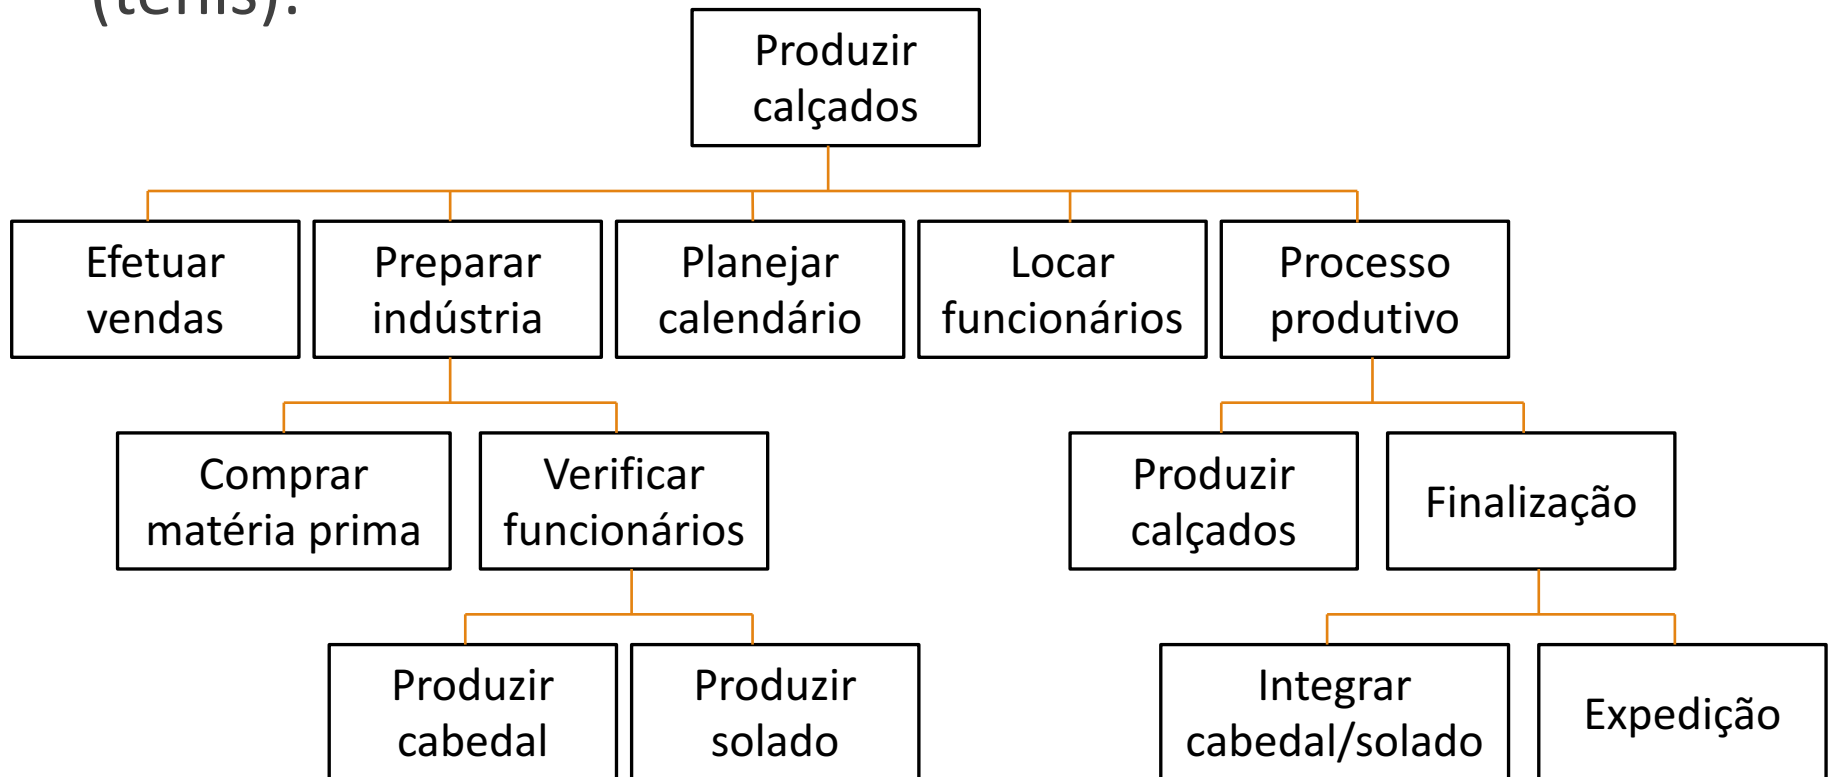 (tênis):
Produzir
calçados
Efetuar
vendas
Preparar
indústria
Planejar
calendário
Locar
funcionários
Processo
produtivo
Comprar
matéria prima
Verificar
funcionários
Produzir
calçados
Finalização
Produzir
cabedal
Produzir
solado
Integrar
cabedal/solado
Expedição